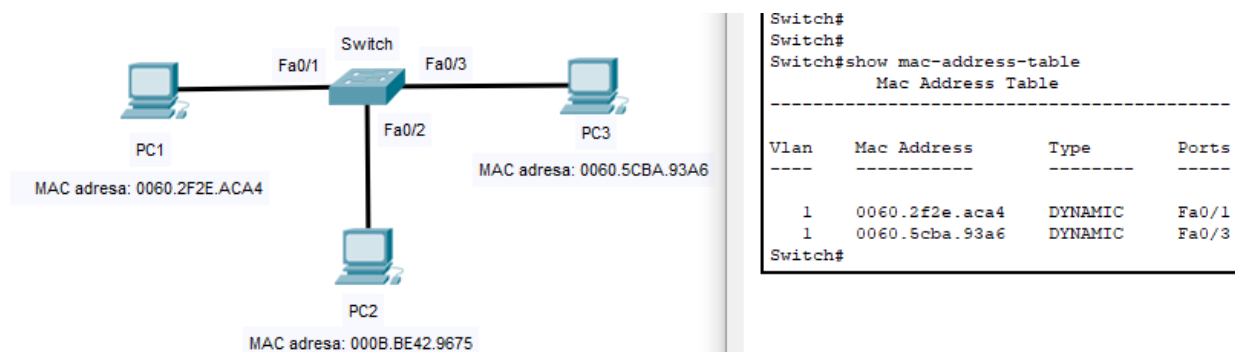 Switch
Fa0/1
Fa0/3
Fa0/2
PC1
MAC adresa: 0060.2F2E.ACA4
PC3
MAC adresa: 0060.5CBA.93A6
PC2
MAC adresa: 000B.BE42.9675
Switch#
Switch#
Switch#show mac-address-table
Mac Address Table
-------------------------------------------
Vlan Mac Address Type Ports
---- ----------- -------- -----
1 0060.2f2e.aca4 DYNAMIC Fa0/1
1 0060.5cba.93a6 DYNAMIC Fa0/3
Switch#